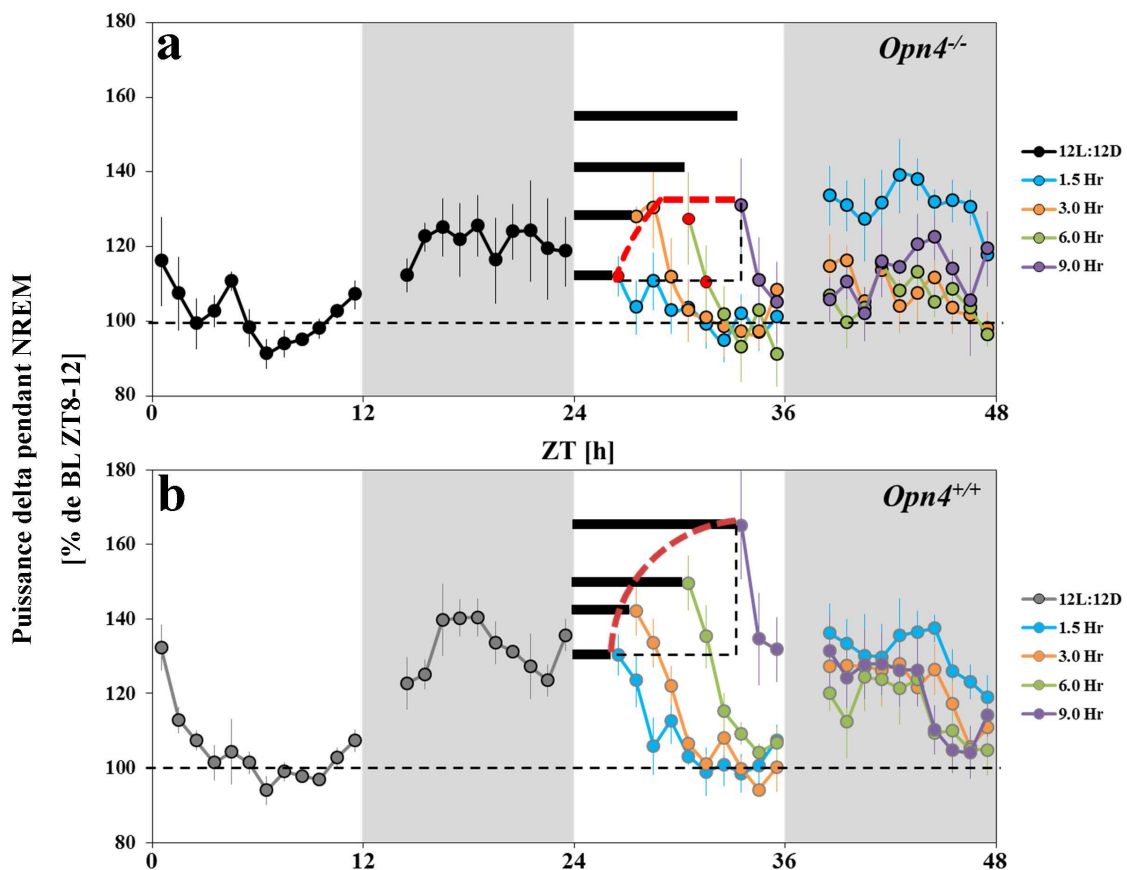 Puissance delta pendant NREM
[% de BL ZT8-12]
a
Opn4-/-
180
160
140
120
100
80
0
12
24
36
48
ZT [h]
12L:12D
1.5 Hr
3.0 Hr
6.0 Hr
9.0 Hr
b
Opn4+/+
180
160
140
120
100
80
0
12
24
36
48
12L:12D
1.5 Hr
3.0 Hr
6.0 Hr
9.0 Hr